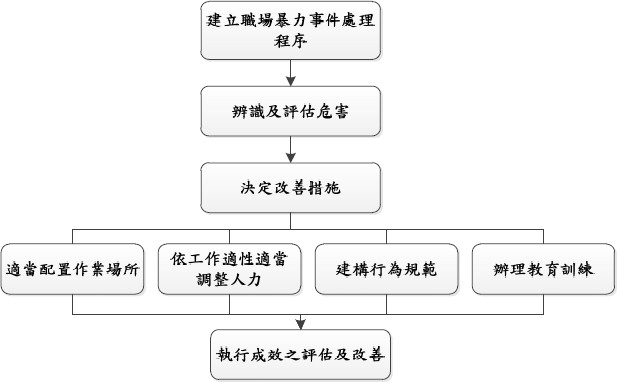 建立職場暴力事件處理
程序
辨識及評估危害
決定改善措施
適當配置作業場所
依工作適性適當
調整人力
建構行為規範
辦理教育訓練
執行成效之評估及改善